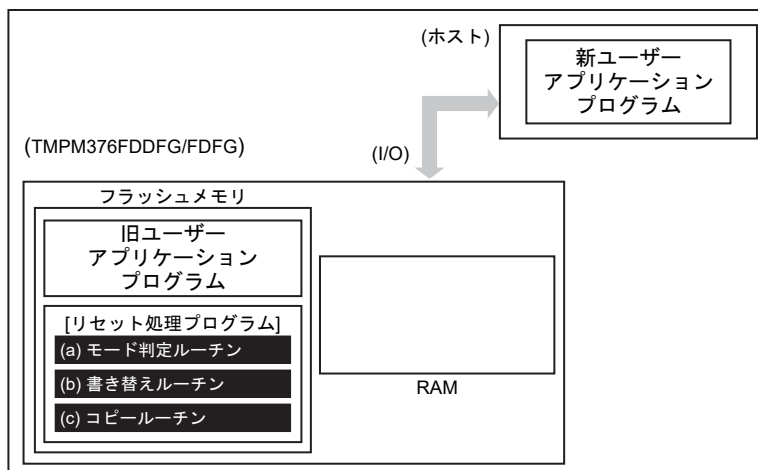 (ホスト)
新ユーザー
アプリケーション
プログラム
(TMPM376FDDFG/FDFG)
(I/O)
フラッシュメモリ
旧ユーザー
アプリケーション
プログラム
[リセット処理プログラム]
(a) モード判定ルーチン
(b) 書き替えルーチン
(c) コピールーチン
RAM